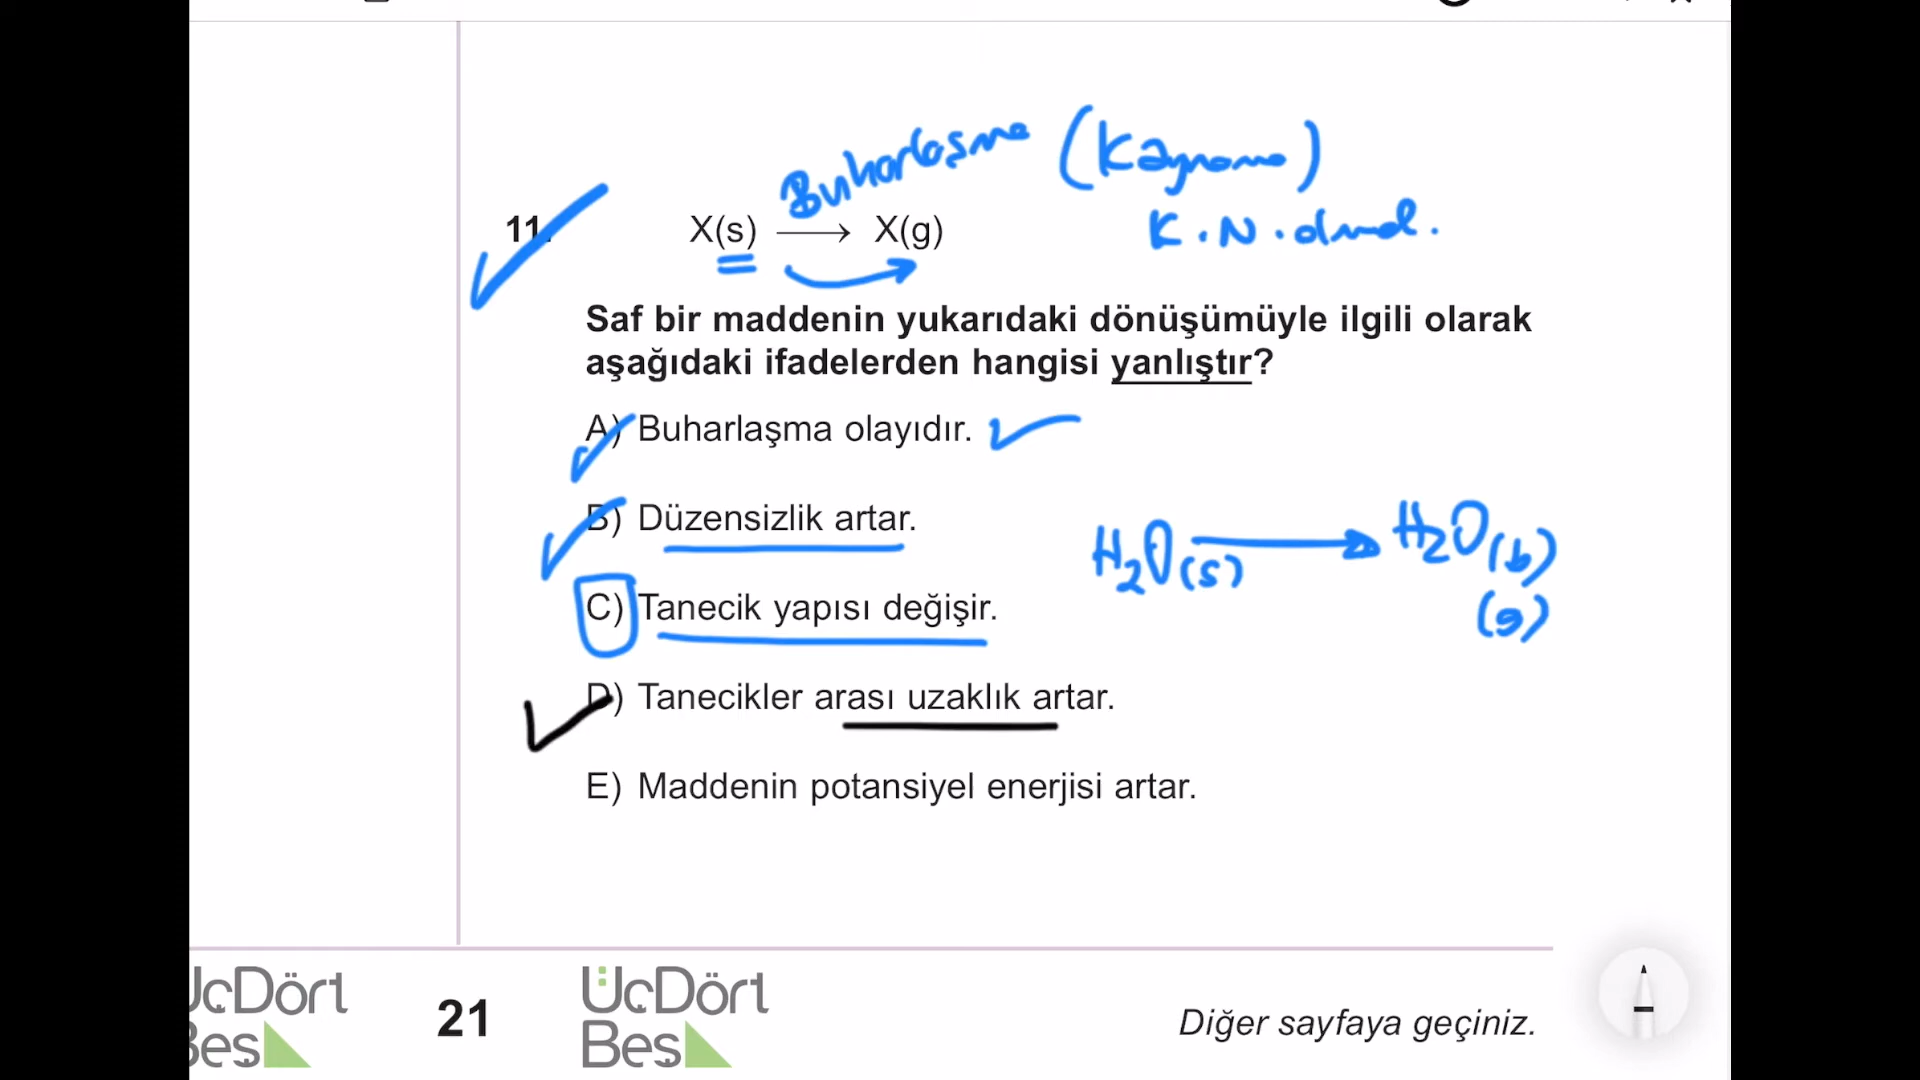 Buharlaşma (Kaynama)
11. X(s) ⟶ X(g)
K.N.olmad.
Saf bir maddenin yukarıdaki dönüşümüyle ilgili olarak
aşağıdaki ifadelerden hangisi yanlıştır?
A) Buharlaşma olayıdır.
B) Düzensizlik artar.
C) Tanecik yapısı değişir.
D) Tanecikler arası uzaklık artar.
E) Maddenin potansiyel enerjisi artar.
H₂O(s) ⟶ H₂O(b)
(g)
ÜçDört
Beş
21
ÜçDört
Beş
Diğer sayfaya geçiniz.